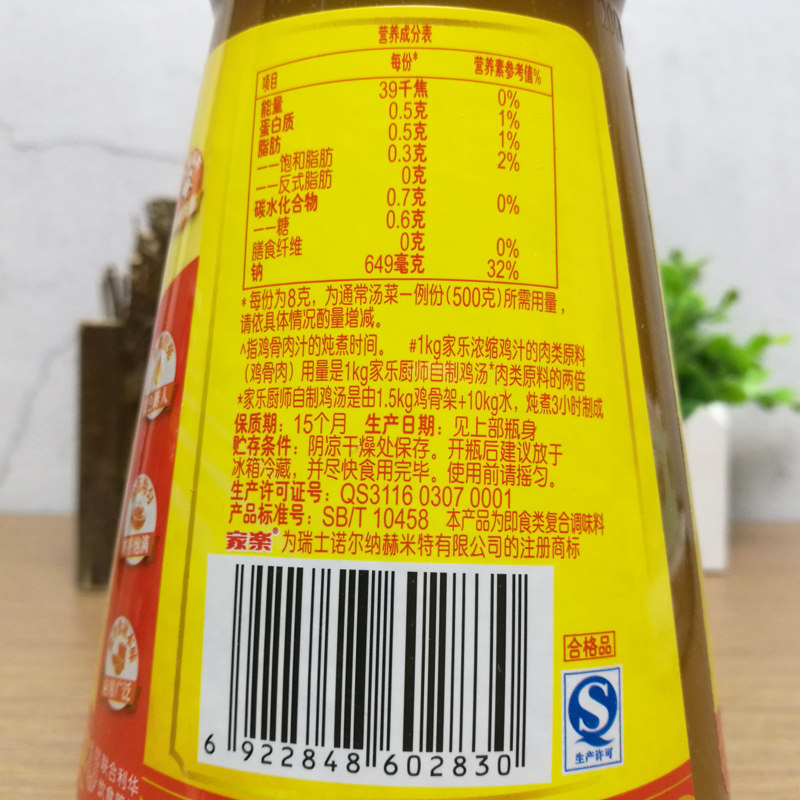 营养成分表
项目 每份* 营养素参考值%
能量 39千焦 0%
蛋白质 0.5克 1%
脂肪 0.5克 1%
——饱和脂肪 0.3克 2%
——反式脂肪 0克
碳水化合物 0.7克 0%
——糖 0.6克
膳食纤维 0克 0%
钠 649毫克 32%
*每份为8克，为通常汤菜一例份(500克)所需用量，
请依具体情况酌量增减。
^指鸡骨肉汁的炖煮时间。 #1kg家乐浓缩鸡汁的肉类原料
(鸡骨肉)用量是1kg家乐厨师自制鸡汤*肉类原料的两倍
*家乐厨师自制鸡汤是由1.5kg鸡骨架+10kg水，炖煮3小时制成
保质期：15个月 生产日期：见上部瓶身
贮存条件：阴凉干燥处保存。开瓶后建议放于
冰箱冷藏，并尽快食用完毕。使用前请摇匀。
生产许可证号：QS3116 0307 0001
产品标准号：SB/T 10458 本产品为即食类复合调味料
家樂®为瑞士诺尔纳赫米特有限公司的注册商标
6 922848 602830
合格品
生产许可
联合利华